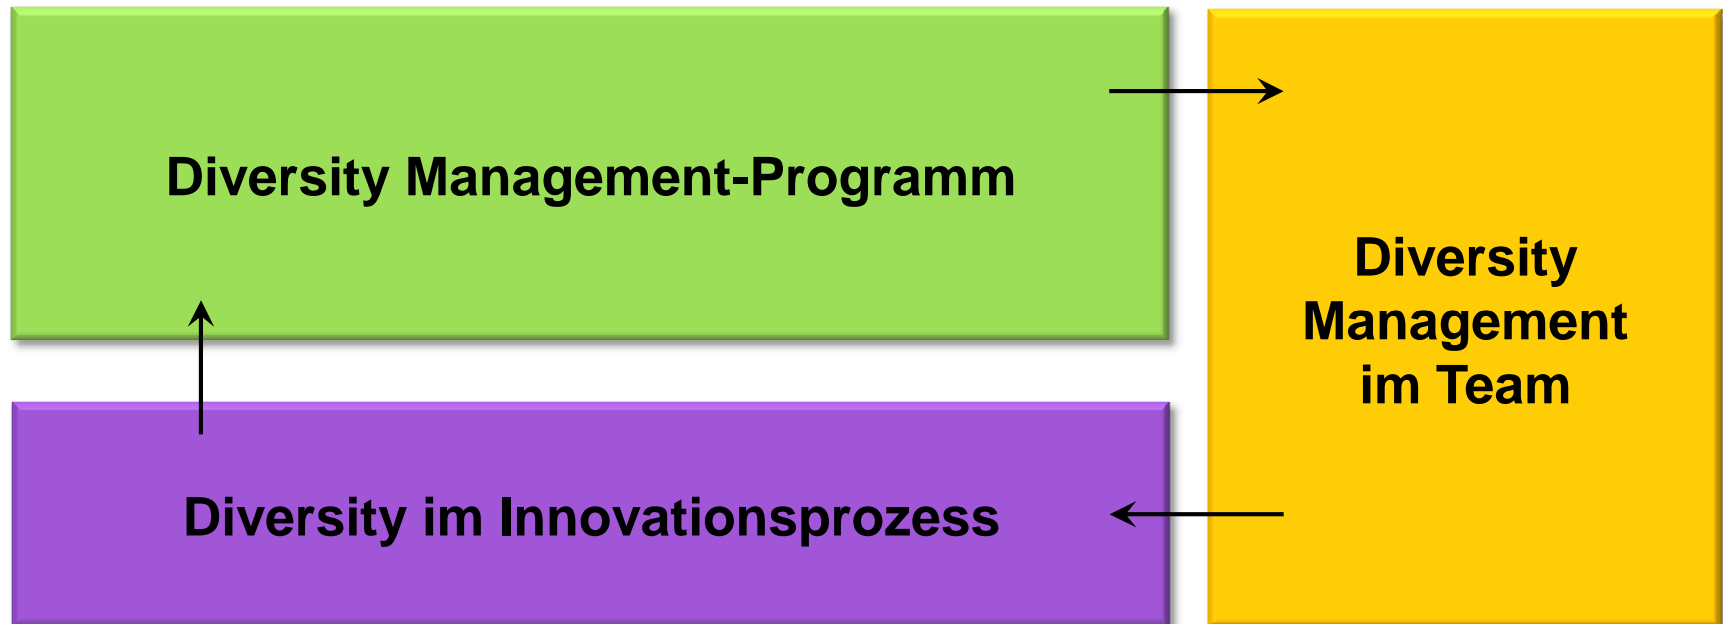 Diversity Management-Programm
Diversity
Management
im Team
Diversity im Innovationsprozess